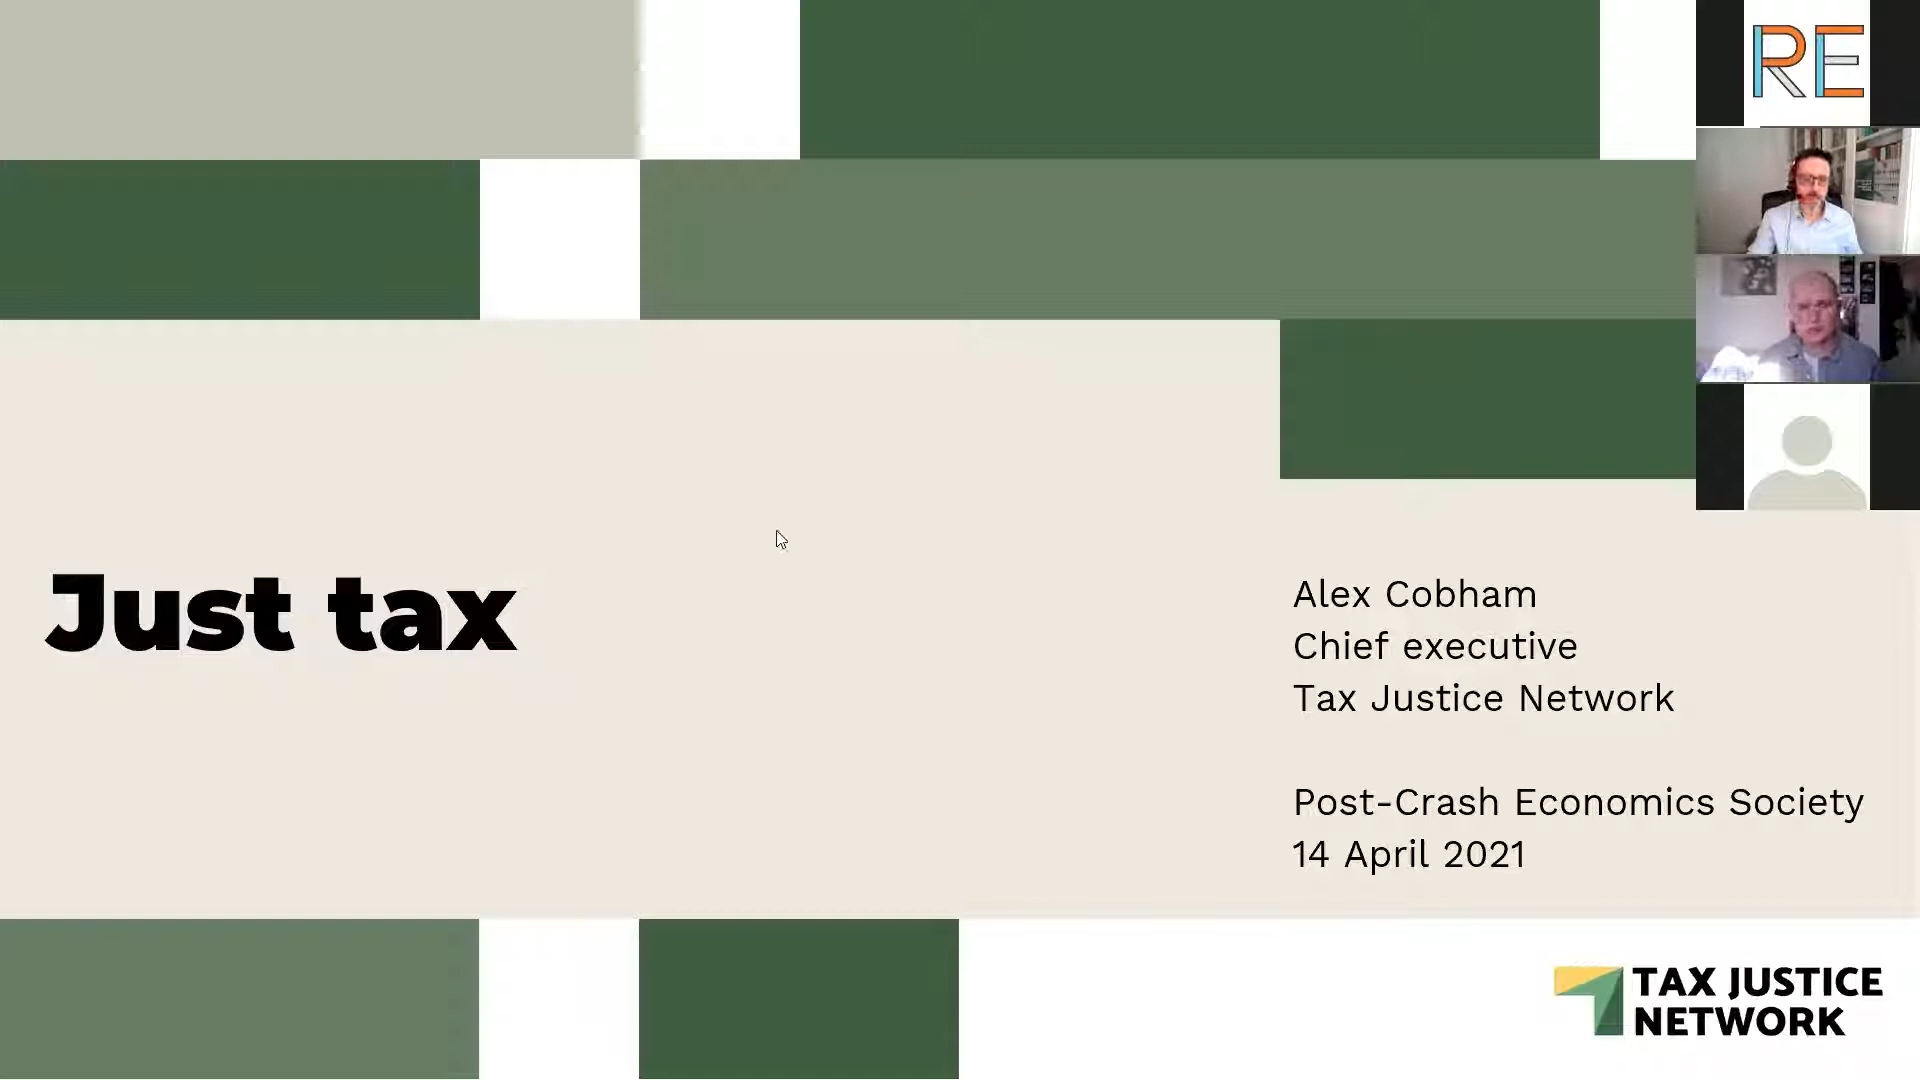 RE
Just tax
Alex Cobham
Chief executive
Tax Justice Network
Post-Crash Economics Society
14 April 2021
TAX JUSTICE
NETWORK